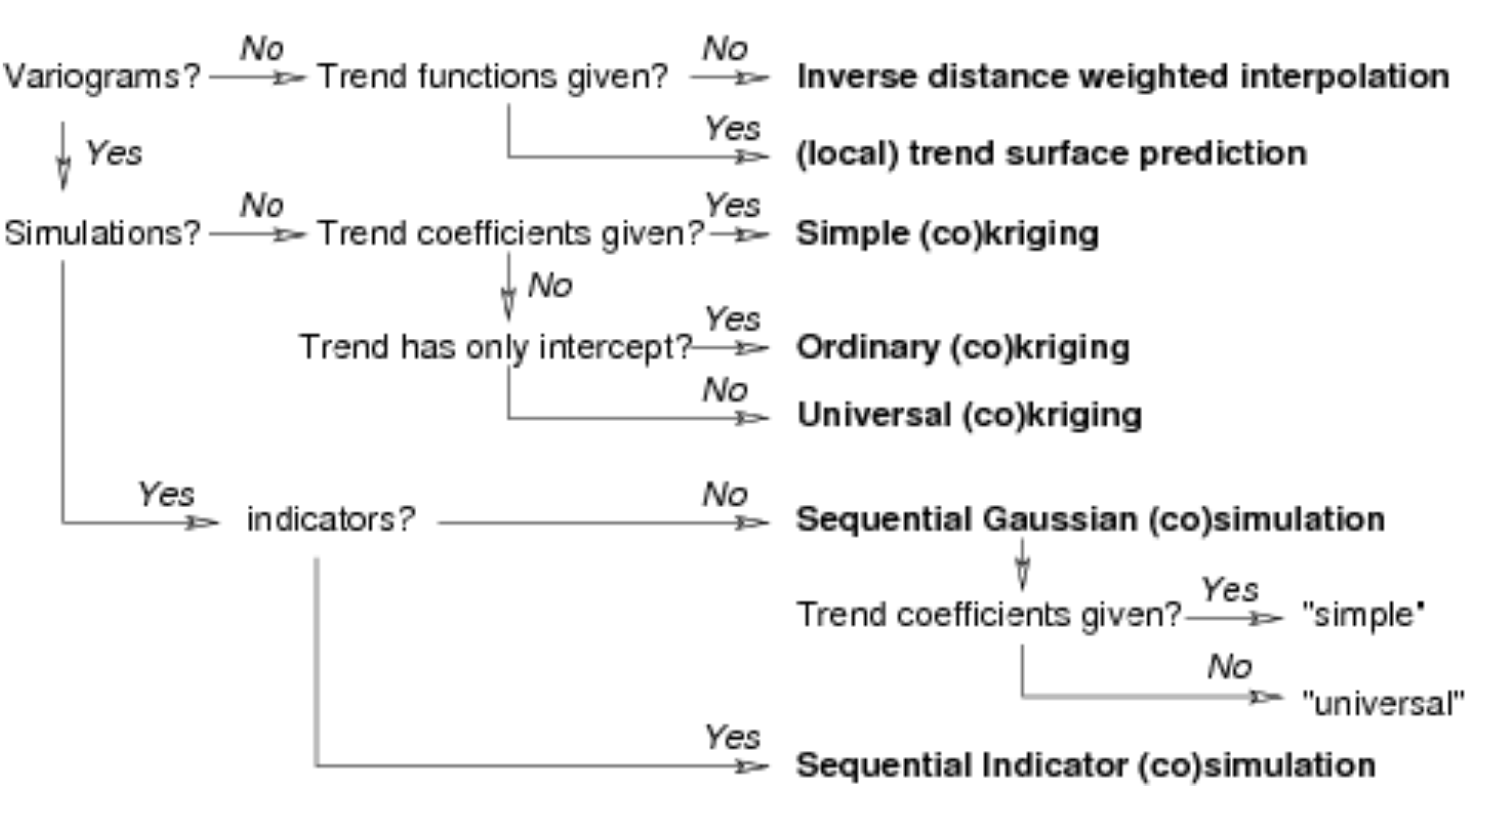 No No
Variograms? Trend functions given? Inverse distance weighted interpolation
Yes
Yes (local) trend surface prediction
No Yes
Simulations? Trend coefficients given? Simple (co)kriging
No
Yes
Trend has only intercept? Ordinary (co)kriging
No
Universal (co)kriging
Yes No
indicators? Sequential Gaussian (co)simulation
Yes
Trend coefficients given? "simple"
No
"universal"
Yes
Sequential Indicator (co)simulation